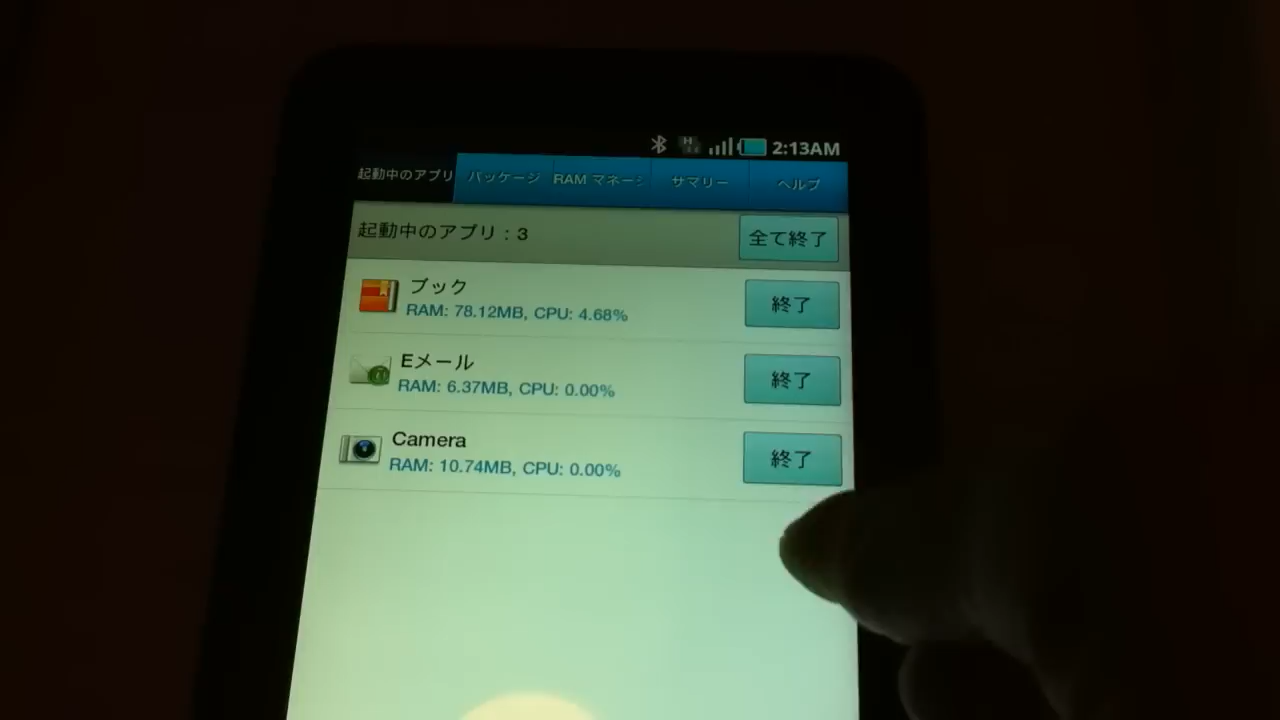 2:13AM
起動中のアプリ パッケージ RAM マネー サマリー ヘルプ
起動中のアプリ : 3 全て終了
ブック
RAM: 78.12MB, CPU: 4.68% 終了
Eメール
RAM: 6.37MB, CPU: 0.00% 終了
Camera
RAM: 10.74MB, CPU: 0.00% 終了